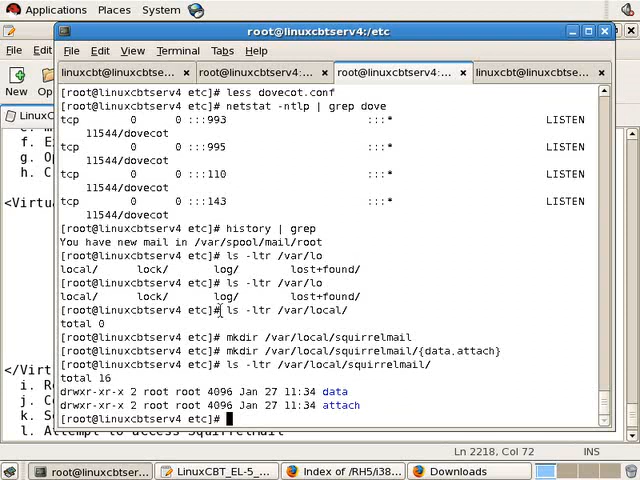 Applications Places System
root@linuxcbtserv4:/etc
File Edit View Terminal Tabs Help
linuxcbt@linuxcbtse... root@linuxcbtserv4:... root@linuxcbtserv4:... linuxcbt@linuxcbtse...
File
New Op
LinuxC
[root@linuxcbtserv4 etc]# less dovecot.conf
[root@linuxcbtserv4 etc]# netstat -ntlp | grep dove
tcp 0 0 :::993 :::* LISTEN
11544/dovecot
tcp 0 0 :::995 :::* LISTEN
11544/dovecot
tcp 0 0 :::110 :::* LISTEN
11544/dovecot
tcp 0 0 :::143 :::* LISTEN
11544/dovecot
[root@linuxcbtserv4 etc]# history | grep
You have new mail in /var/spool/mail/root
[root@linuxcbtserv4 etc]# ls -ltr /var/lo
local/ lock/ log/ lost+found/
[root@linuxcbtserv4 etc]# ls -ltr /var/lo
local/ lock/ log/ lost+found/
[root@linuxcbtserv4 etc]# ls -ltr /var/local/
total 0
[root@linuxcbtserv4 etc]# mkdir /var/local/squirrelmail
[root@linuxcbtserv4 etc]# mkdir /var/local/squirrelmail/{data.attach}
[root@linuxcbtserv4 etc]# ls -ltr /var/local/squirrelmail/
total 16
drwxr-xr-x 2 root root 4096 Jan 27 11:34 data
drwxr-xr-x 2 root root 4096 Jan 27 11:34 attach
[root@linuxcbtserv4 etc]#
f. E
g. O
h. C
<Virtu
</Vir
i. R
j. C
k. S
l. Attempt to access SquirrelMail
Ln 2218, Col 72 INS
root@linuxcbtser... LinuxCBT_EL-5_... Index of /RH5/i38... Downloads